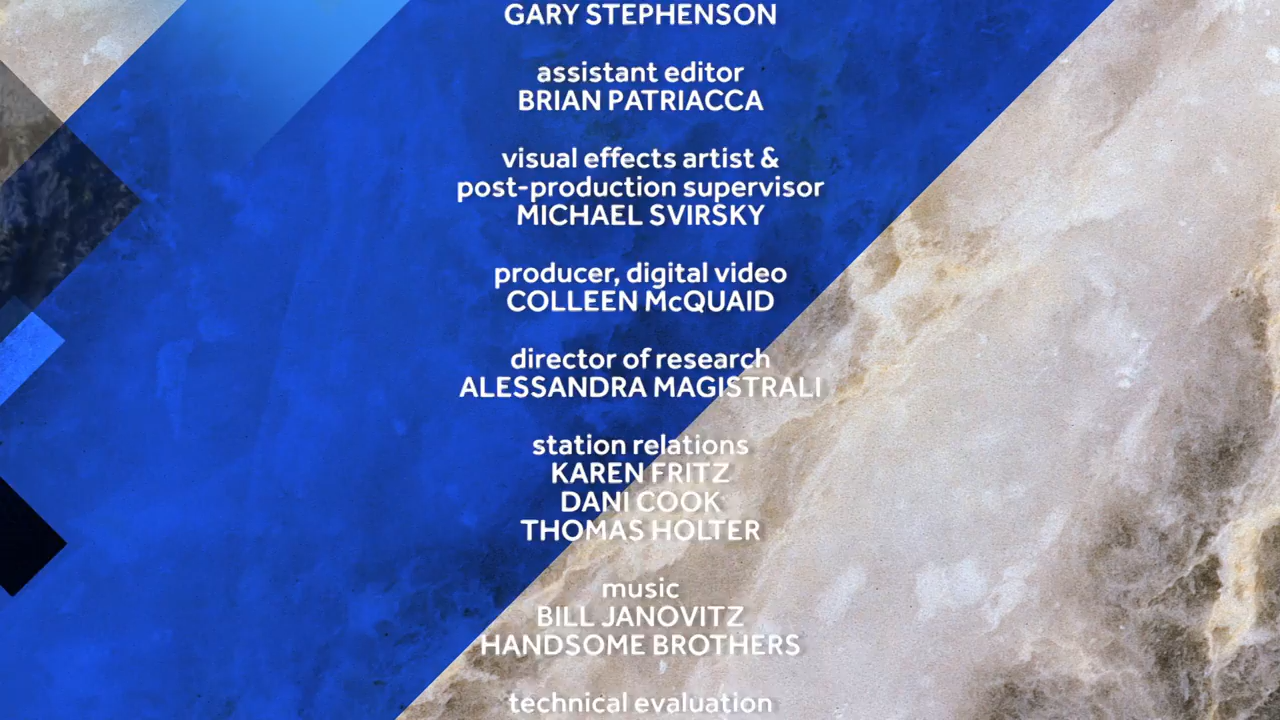 GARY STEPHENSON
assistant editor
BRIAN PATRIACCA
visual effects artist &
post-production supervisor
MICHAEL SVIRSKY
producer, digital video
COLLEEN McQUAID
director of research
ALESSANDRA MAGISTRALI
station relations
KAREN FRITZ
DANI COOK
THOMAS HOLTER
music
BILL JANOVITZ
HANDSOME BROTHERS
technical evaluation